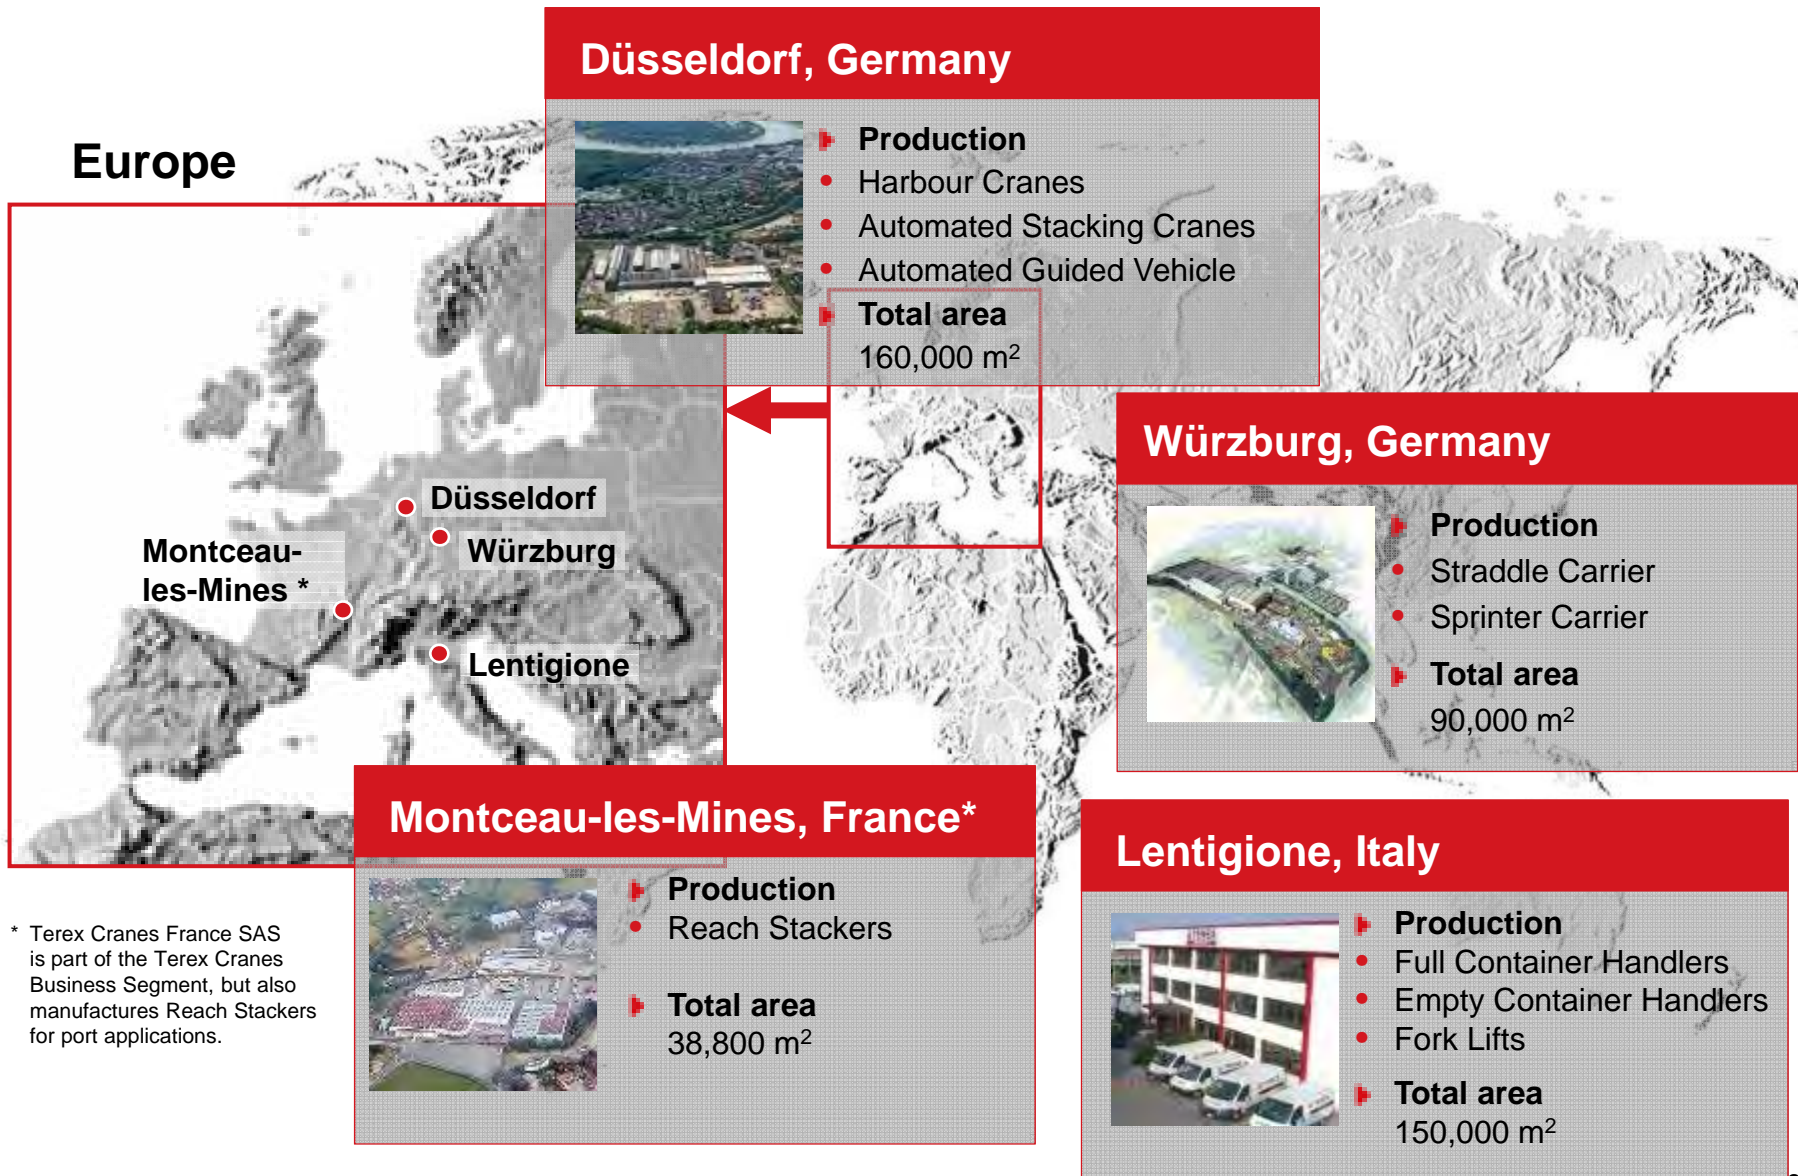 Europe
Düsseldorf, Germany
Production
• Harbour Cranes
• Automated Stacking Cranes
• Automated Guided Vehicle
Total area
160,000 m²
Würzburg, Germany
Production
• Straddle Carrier
• Sprinter Carrier
Total area
90,000 m²
Düsseldorf
Würzburg
Montceau-
les-Mines *
Lentigione
Montceau-les-Mines, France*
Production
• Reach Stackers
Total area
38,800 m²
Lentigione, Italy
Production
• Full Container Handlers
• Empty Container Handlers
• Fork Lifts
Total area
150,000 m²
* Terex Cranes France SAS
is part of the Terex Cranes
Business Segment, but also
manufactures Reach Stackers
for port applications.